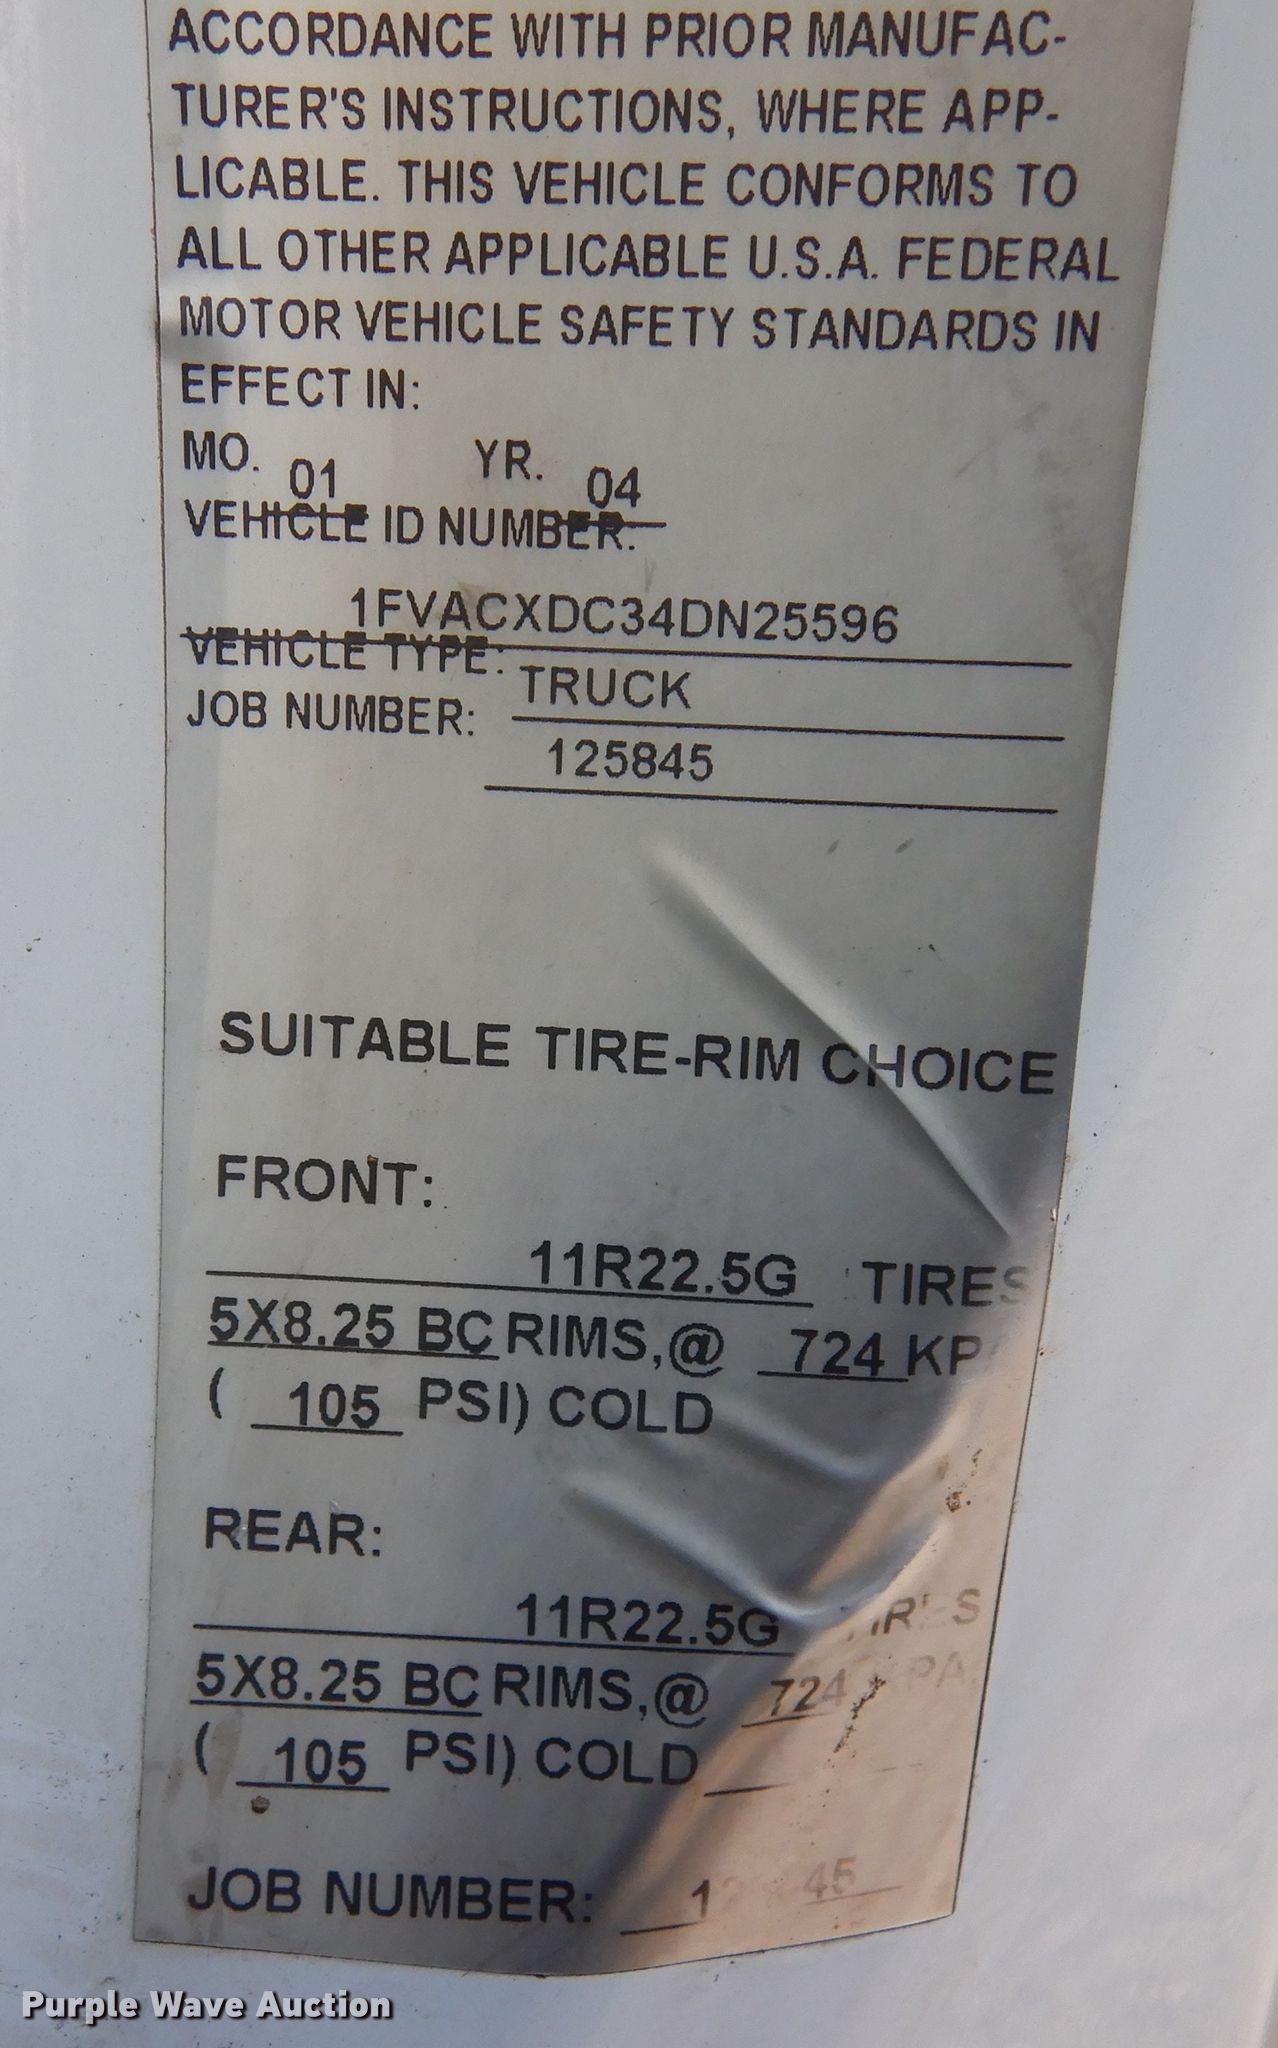 ACCORDANCE WITH PRIOR MANUFAC-
TURER'S INSTRUCTIONS, WHERE APP-
LICABLE. THIS VEHICLE CONFORMS TO
ALL OTHER APPLICABLE U.S.A. FEDERAL
MOTOR VEHICLE SAFETY STANDARDS IN
EFFECT IN:
MO. 01 YR. 04
VEHICLE ID NUMBER:
1FVACXDC34DN25596
VEHICLE TYPE: TRUCK
JOB NUMBER: 125845
SUITABLE TIRE-RIM CHOICE
FRONT:
11R22.5G TIRES
5X8.25 BC RIMS,@ 724 KPA
( 105 PSI) COLD
REAR:
11R22.5G TIRES
5X8.25 BC RIMS,@ 724 KPA
( 105 PSI) COLD
JOB NUMBER:
Purple Wave Auction